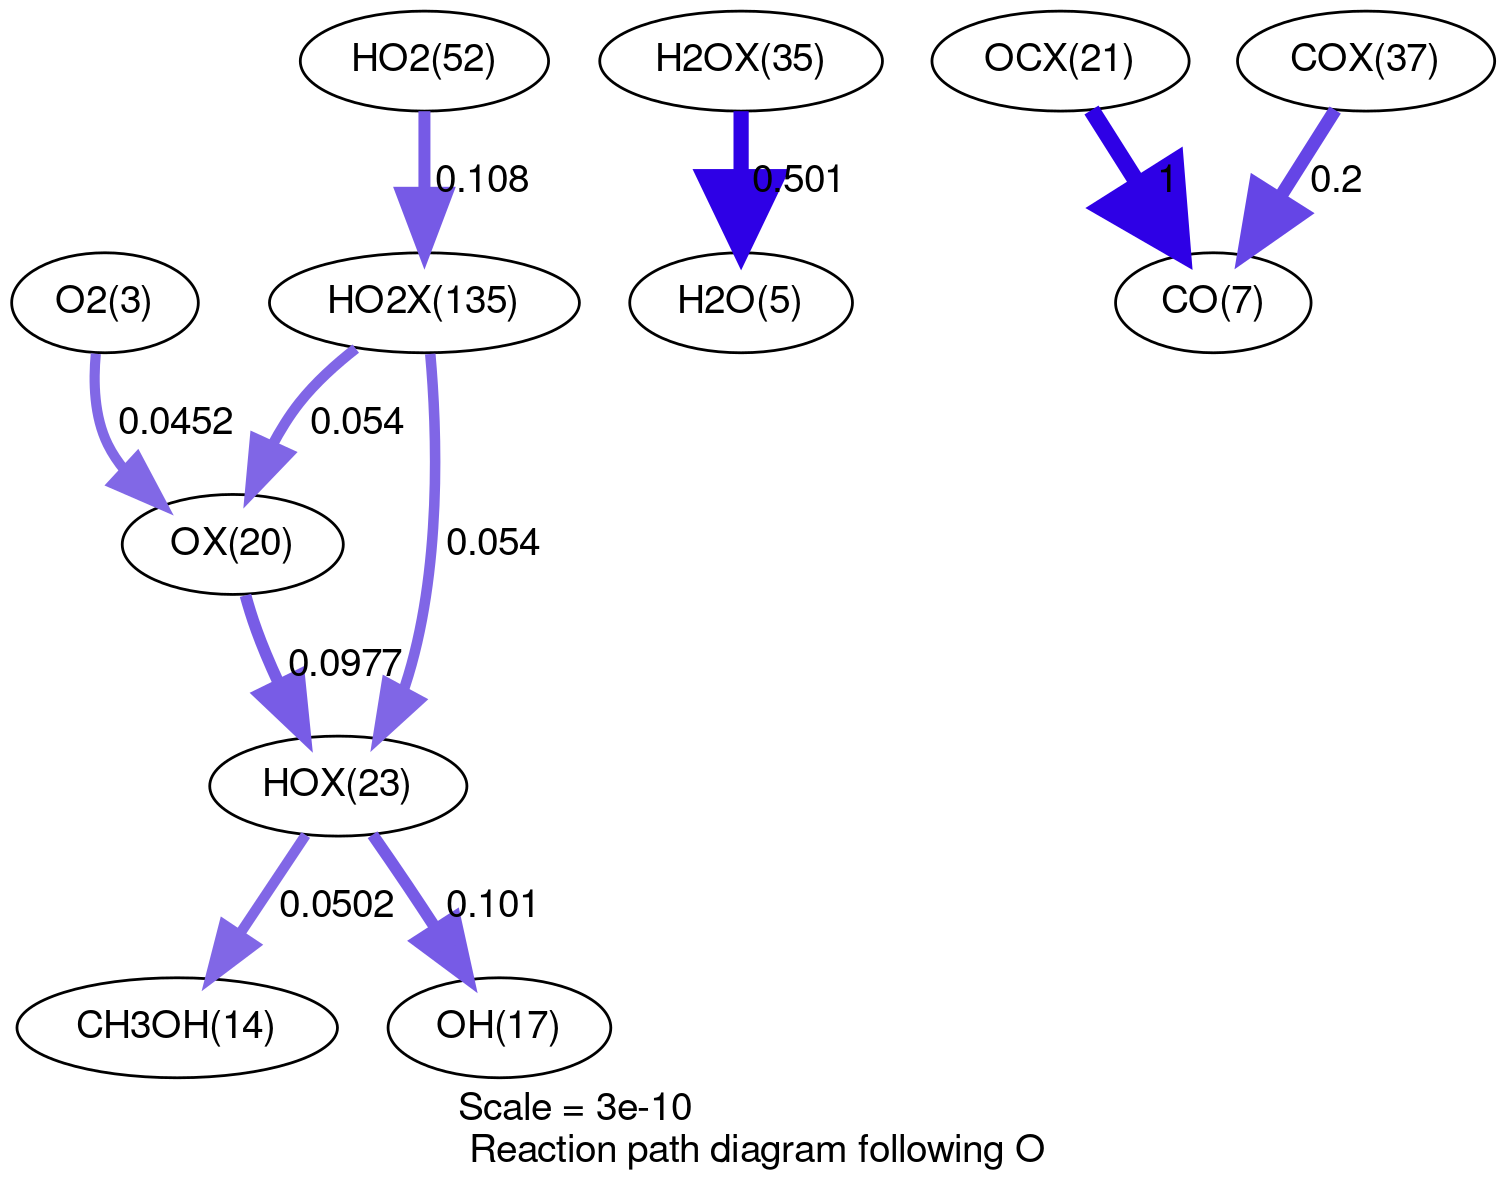 HO2(52)
H2OX(35)
OCX(21)
COX(37)
0.108
0.501
1
0.2
O2(3)
HO2X(135)
H2O(5)
CO(7)
0.0452
0.054
OX(20)
0.054
0.0977
HOX(23)
0.0502
0.101
CH3OH(14)
OH(17)
Scale = 3e-10
Reaction path diagram following O